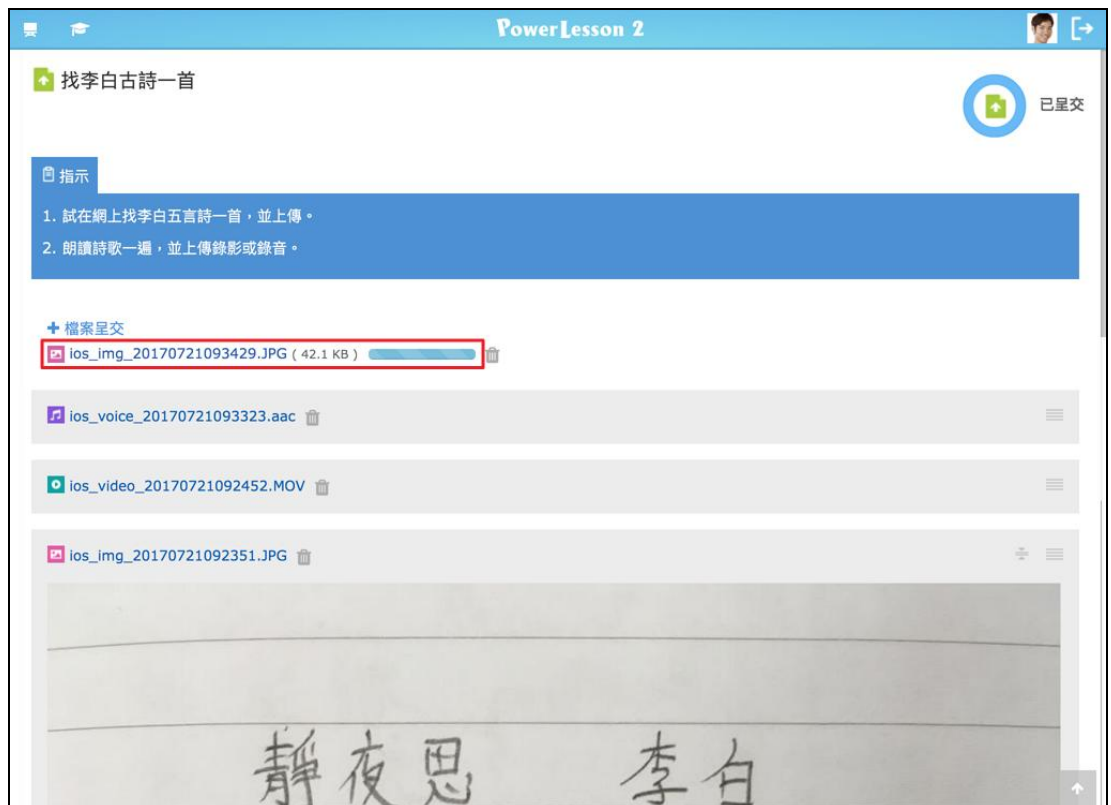 PowerLesson 2
找李白古詩一首
已呈交
指示
1. 試在網上找李白五言詩一首，並上傳。
2. 朗讀詩歌一遍，並上傳錄影或錄音。
檔案呈交
ios_img_20170721093429.JPG ( 42.1 KB )
ios_voice_20170721093323.aac
ios_video_20170721092452.MOV
ios_img_20170721092351.JPG
靜夜思 李白